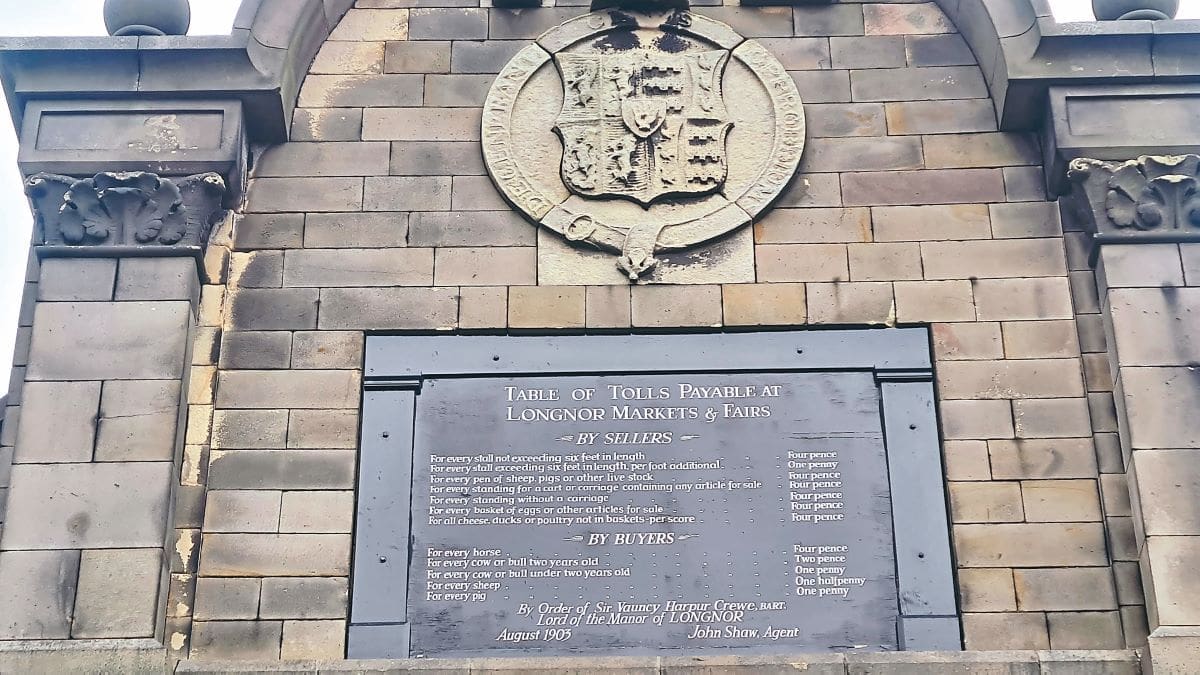 DEGENERANTE
TABLE OF TOLLS PAYABLE AT
LONGNOR MARKETS & FAIRS
BY SELLERS
For every stall not exceeding six feet in length - - - Four pence
For every stall exceeding six feet in length, per foot additional - - One penny
For every pen of sheep, pigs or other live stock - - - Four pence
For every standing for a cart or carriage containing any article for sale - Four pence
For every standing without a carriage - - - Four pence
For every basket of eggs or other articles for sale - - - Four pence
For all cheese, ducks or poultry not in baskets-per score - - - Four pence
BY BUYERS
For every horse - - - Four pence
For every cow or bull two years old - - - Two pence
For every cow or bull under two years old - - - One penny
For every sheep - - - One halfpenny
For every pig - - - One penny
By Order of Sir Vauncy Harpur Crewe, BART.
Lord of the Manor of LONGNOR
August 1903 John Shaw, Agent